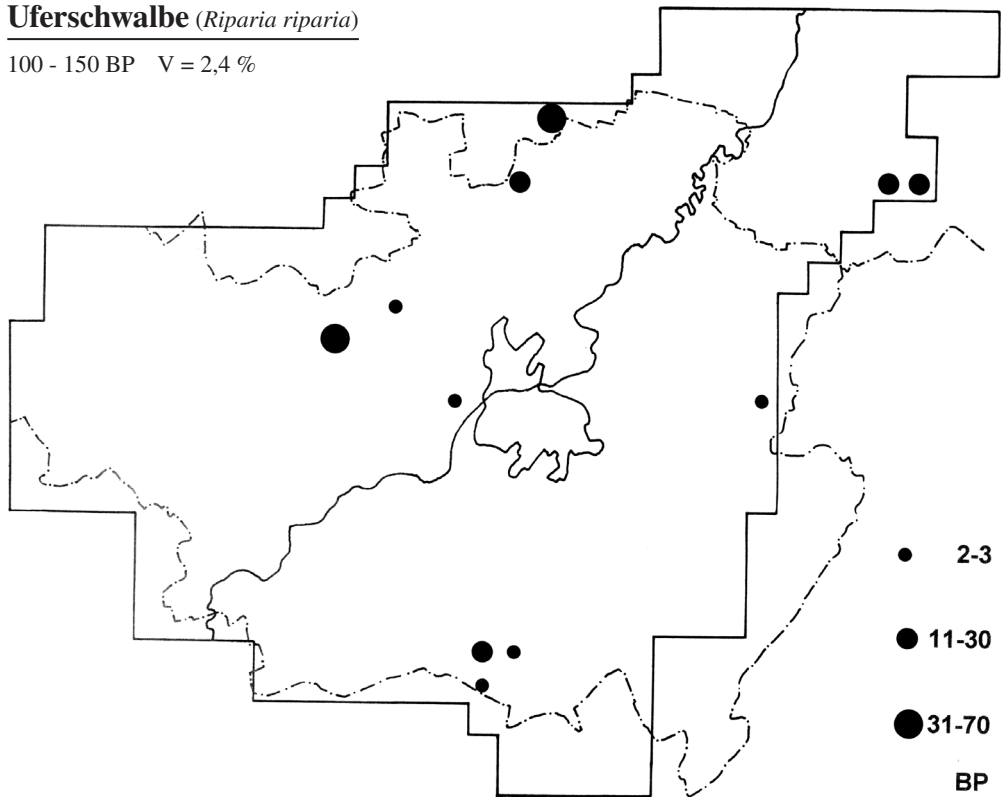 Uferschwalbe (Riparia riparia)
100 - 150 BP V = 2,4 %
2-3
11-30
31-70
BP